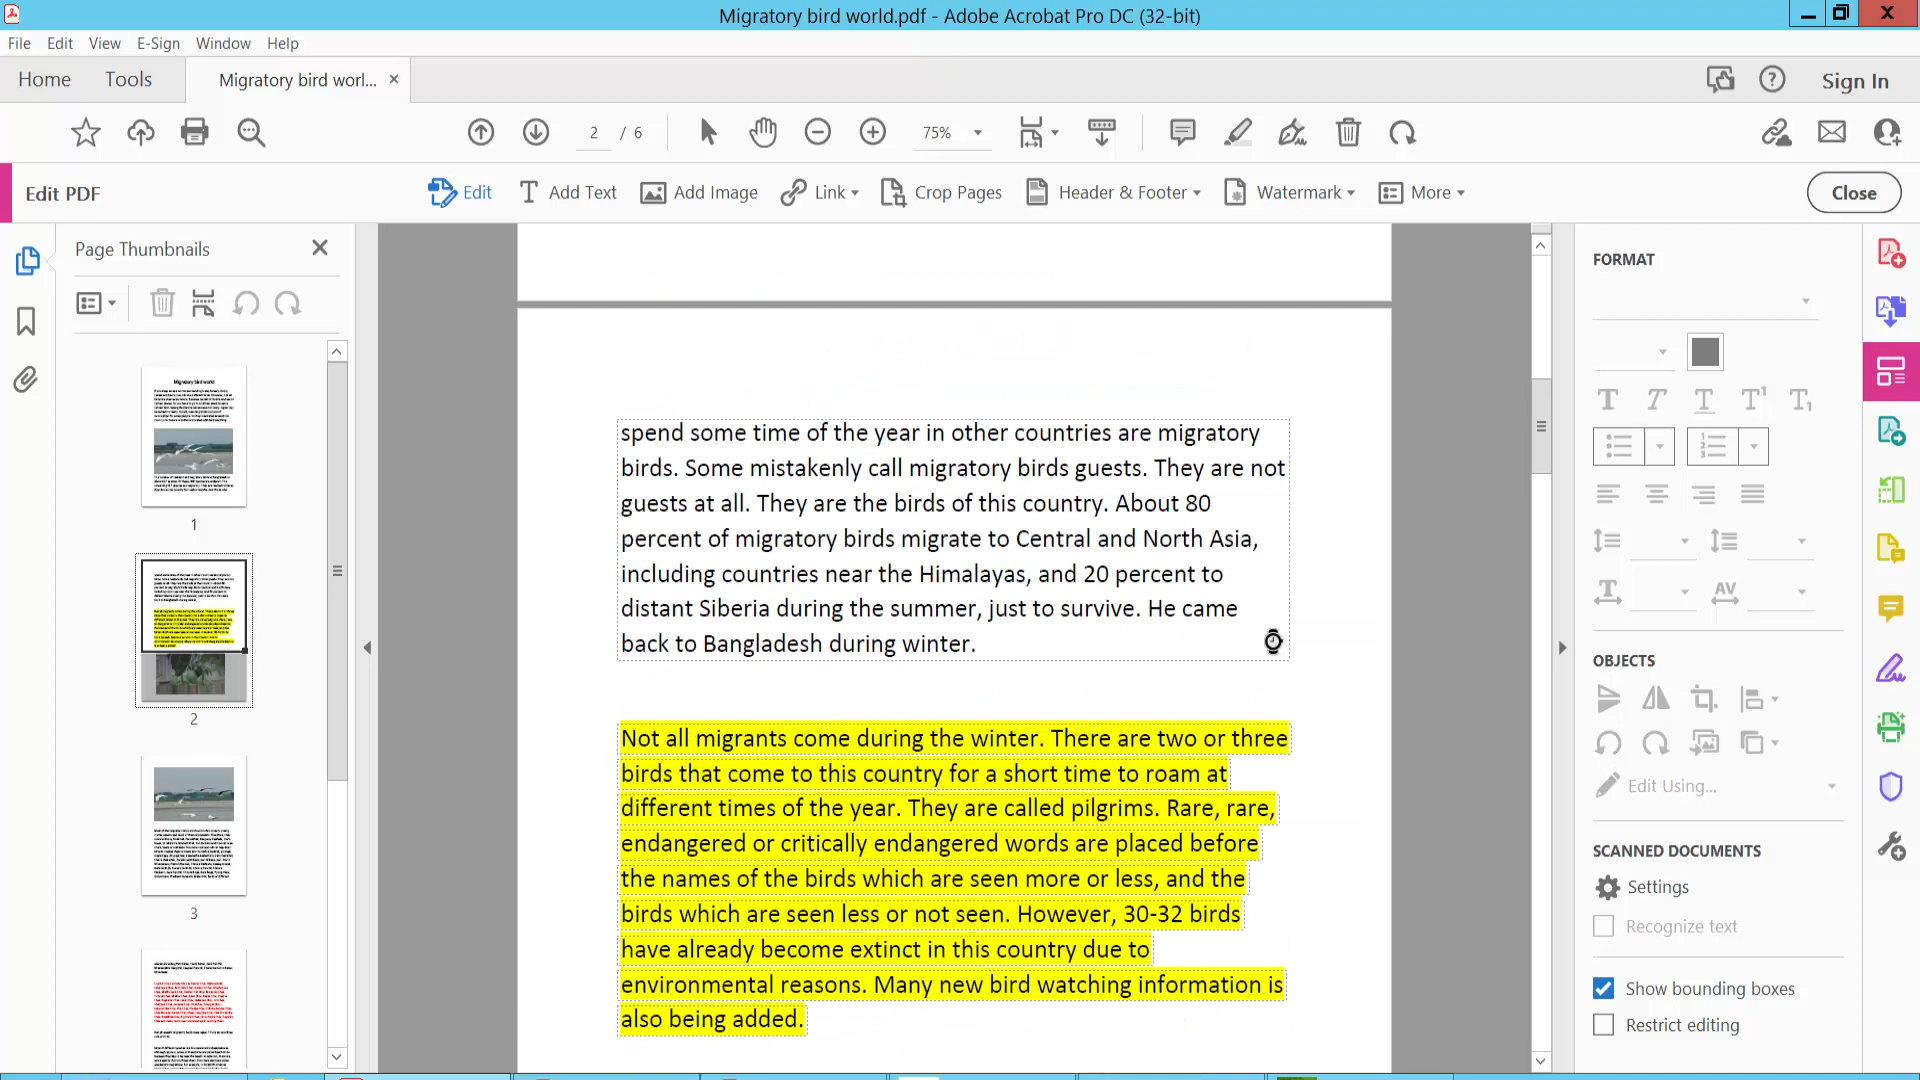 Migratory bird world.pdf - Adobe Acrobat Pro DC (32-bit)
File Edit View E-Sign Window Help
Home Tools Migratory bird worl... × Sign In
2 / 6 75%
Edit PDF Edit Add Text Add Image Link Crop Pages Header & Footer Watermark More Close
Page Thumbnails
Migratory bird world
1
2
3
spend some time of the year in other countries are migratory
birds. Some mistakenly call migratory birds guests. They are not
guests at all. They are the birds of this country. About 80
percent of migratory birds migrate to Central and North Asia,
including countries near the Himalayas, and 20 percent to
distant Siberia during the summer, just to survive. He came
back to Bangladesh during winter.
Not all migrants come during the winter. There are two or three
birds that come to this country for a short time to roam at
different times of the year. They are called pilgrims. Rare, rare,
endangered or critically endangered words are placed before
the names of the birds which are seen more or less, and the
birds which are seen less or not seen. However, 30-32 birds
have already become extinct in this country due to
environmental reasons. Many new bird watching information is
also being added.
FORMAT
OBJECTS
Edit Using...
SCANNED DOCUMENTS
Settings
Recognize text
Show bounding boxes
Restrict editing